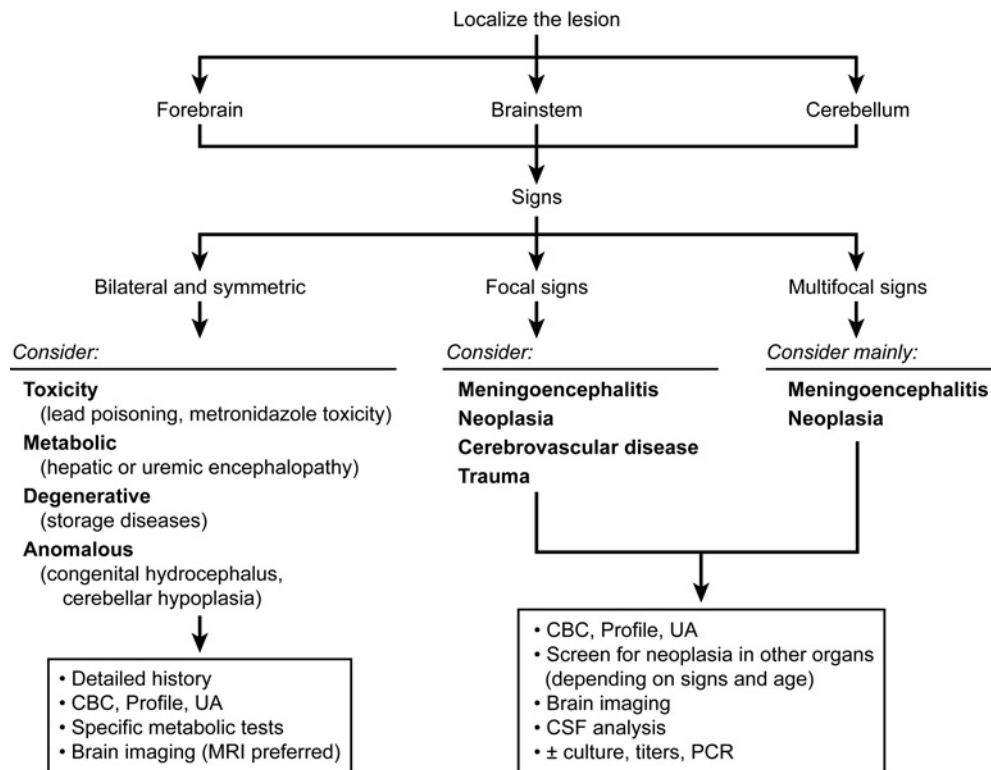 Localize the lesion
Forebrain
Brainstem
Cerebellum
Signs
Bilateral and symmetric
Focal signs
Multifocal signs
Consider:
Toxicity
(lead poisoning, metronidazole toxicity)
Metabolic
(hepatic or uremic encephalopathy)
Degenerative
(storage diseases)
Anomalous
(congenital hydrocephalus,
cerebellar hypoplasia)
• Detailed history
• CBC, Profile, UA
• Specific metabolic tests
• Brain imaging (MRI preferred)
Consider:
Meningoencephalitis
Neoplasia
Cerebrovascular disease
Trauma
Consider mainly:
Meningoencephalitis
Neoplasia
• CBC, Profile, UA
• Screen for neoplasia in other organs
(depending on signs and age)
• Brain imaging
• CSF analysis
• ± culture, titers, PCR